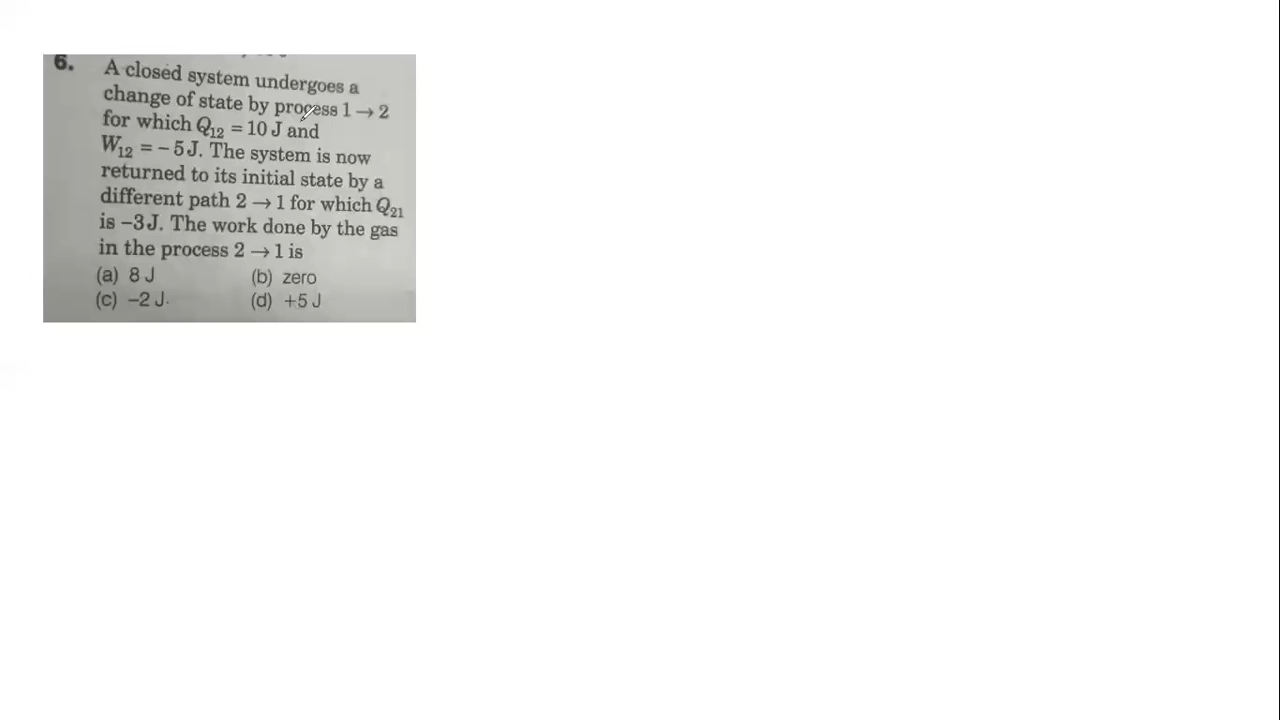 6. A closed system undergoes a
change of state by process 1 → 2
for which Q₁₂ = 10 J and
W₁₂ = – 5 J. The system is now
returned to its initial state by a
different path 2 → 1 for which Q₂₁
is –3 J. The work done by the gas
in the process 2 → 1 is
(a) 8 J (b) zero
(c) –2 J. (d) +5 J